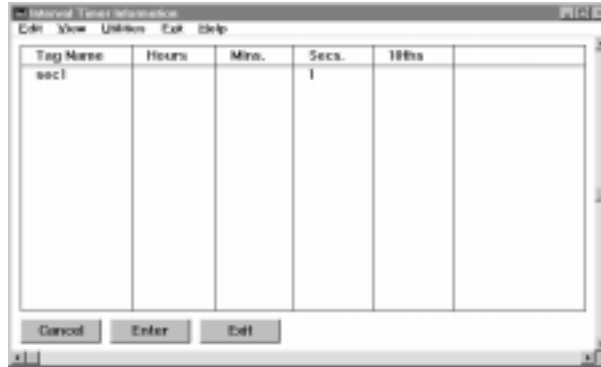 Interval Timer Information
Edit View Utilities Exit Help
Tag Name Hours Mins. Secs. 10ths
sec1 1
Cancel Enter Exit